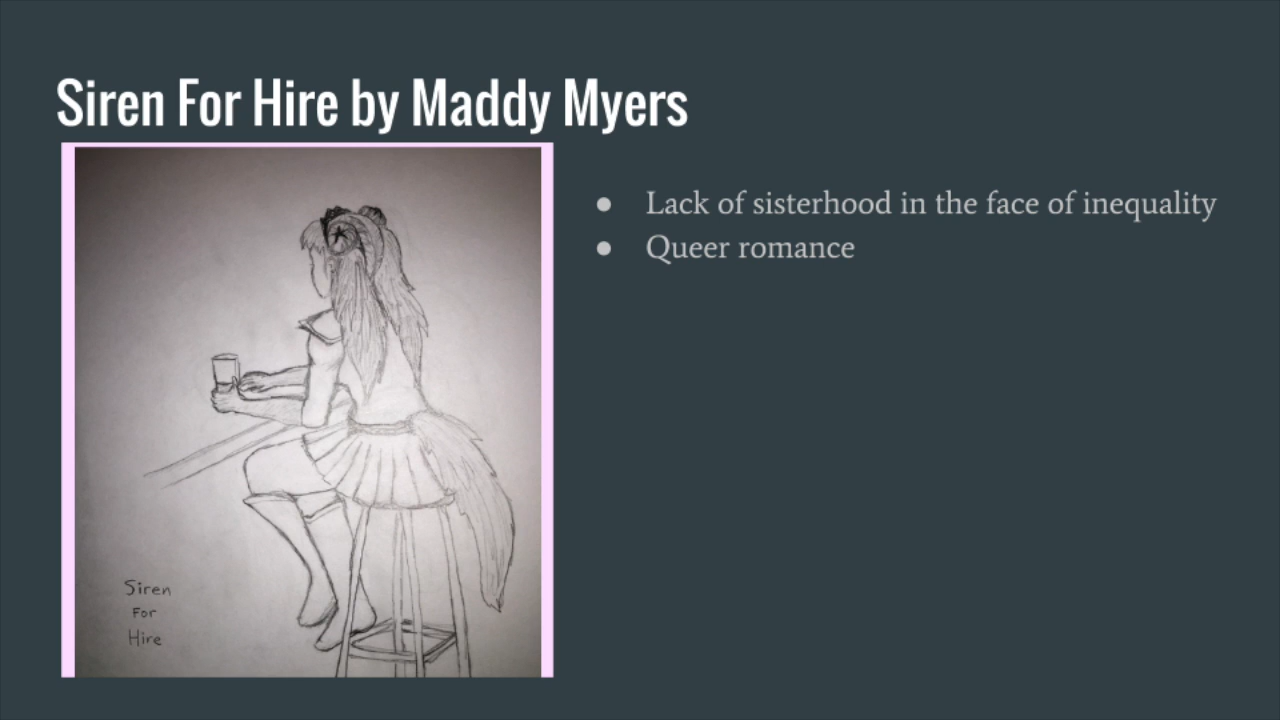 Siren For Hire by Maddy Myers
● Lack of sisterhood in the face of inequality
● Queer romance
Siren
For
Hire